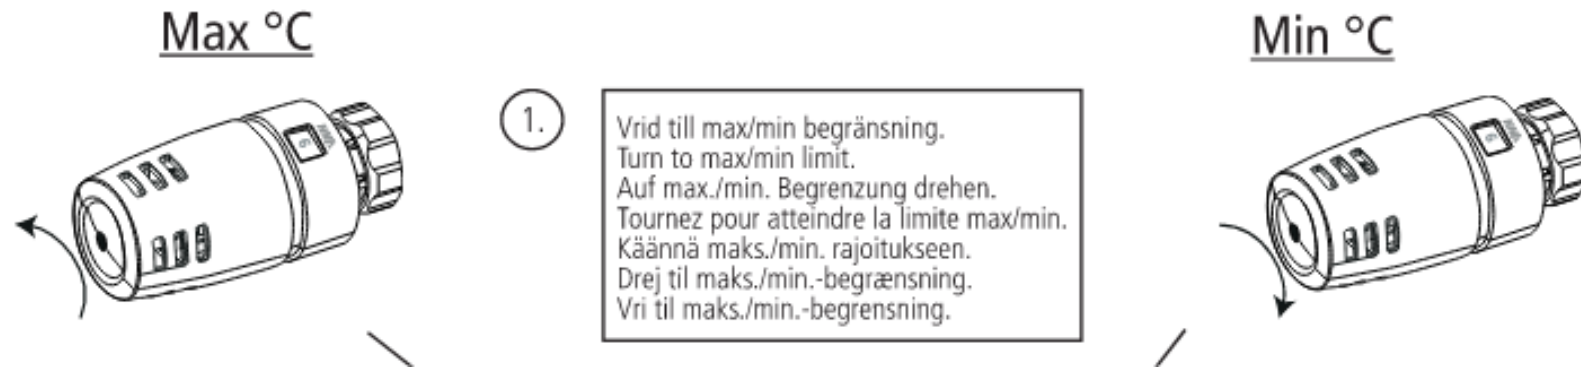 Max °C
Min °C
1.
Vrid till max/min begränsning.
Turn to max/min limit.
Auf max./min. Begrenzung drehen.
Tournez pour atteindre la limite max/min.
Käännä maks./min. rajoitukseen.
Drej til maks./min.-begrænsning.
Vri til maks./min.-begrensning.